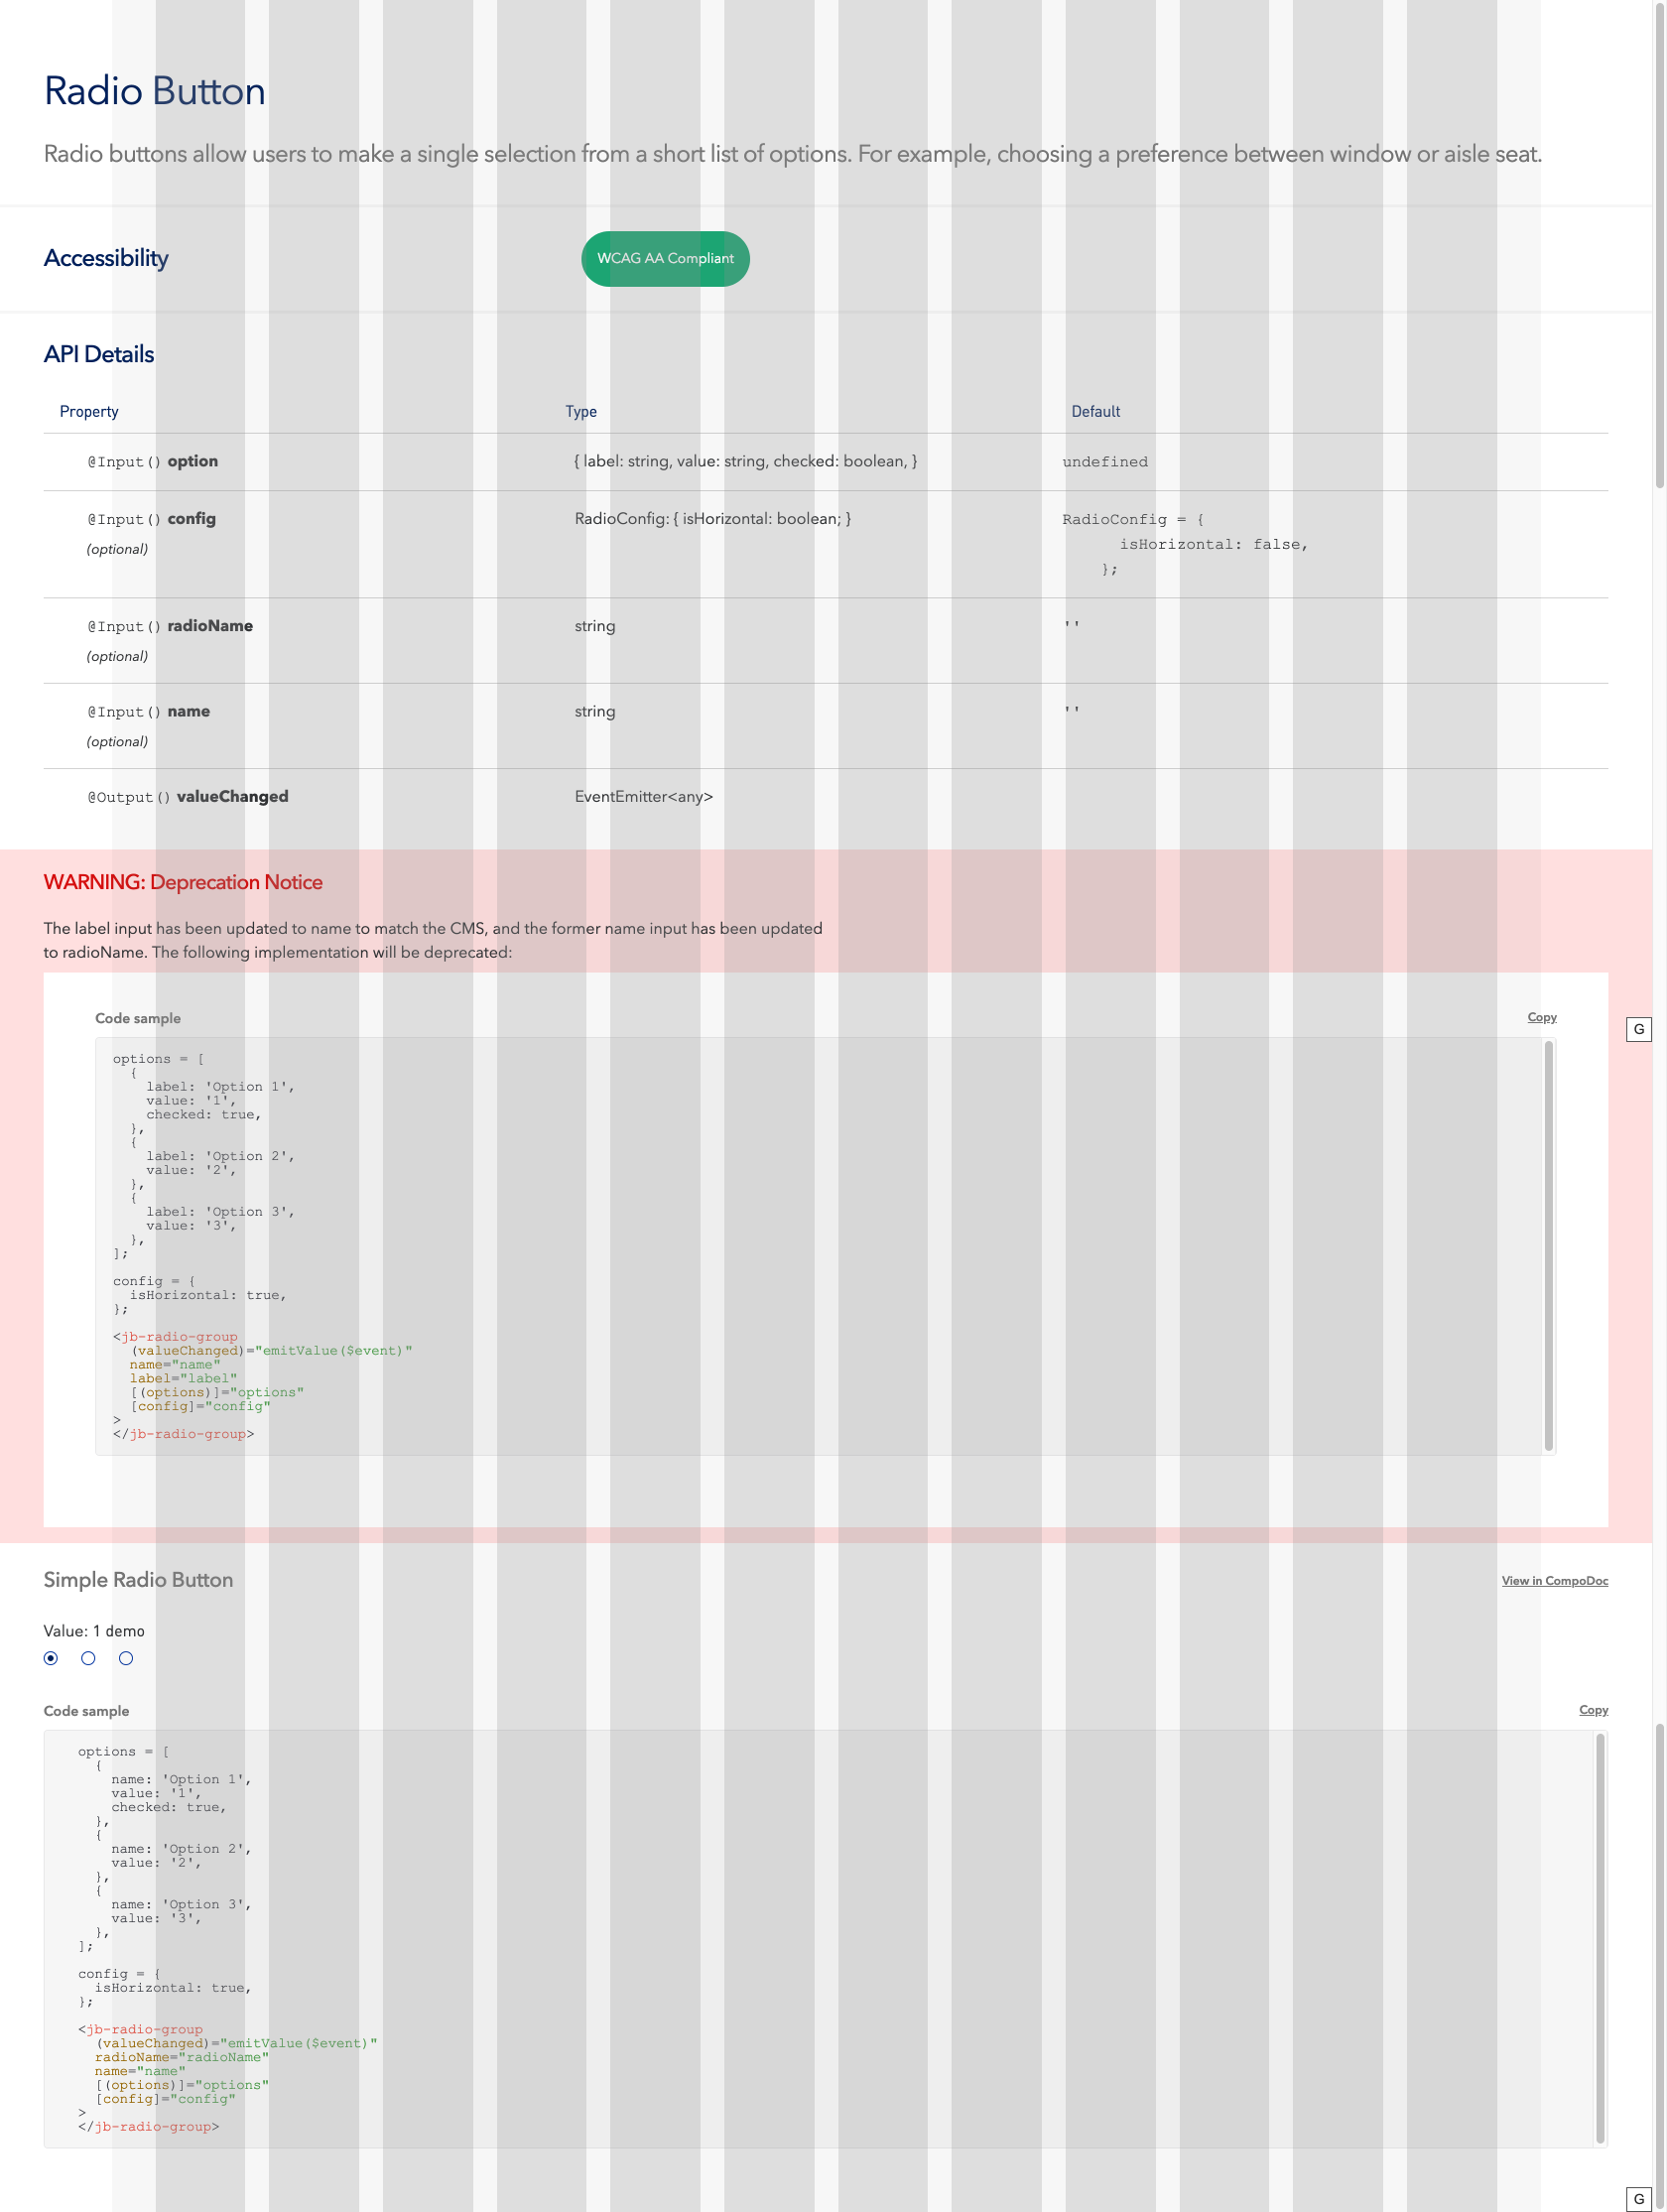 Radio Button
Radio buttons allow users to make a single selection from a short list of options. For example, choosing a preference between window or aisle seat.
Accessibility
WCAG AA Compliant
API Details
Property Type Default
@Input() option { label: string, value: string, checked: boolean, } undefined
@Input() config RadioConfig: { isHorizontal: boolean; } RadioConfig = {
(optional) isHorizontal: false,
};
@Input() radioName string ''
(optional)
@Input() name string ''
(optional)
@Output() valueChanged EventEmitter<any>
WARNING: Deprecation Notice
The label input has been updated to name to match the CMS, and the former name input has been updated
to radioName. The following implementation will be deprecated:
Code sample Copy
G
options = [
{
label: 'Option 1',
value: '1',
checked: true,
},
{
label: 'Option 2',
value: '2',
},
{
label: 'Option 3',
value: '3',
},
];
config = {
isHorizontal: true,
};
<jb-radio-group
(valueChanged)="emitValue($event)"
name="name"
label="label"
[(options)]="options"
[config]="config"
>
</jb-radio-group>
Simple Radio Button View in CompoDoc
Value: 1 demo
Code sample Copy
options = [
{
name: 'Option 1',
value: '1',
checked: true,
},
{
name: 'Option 2',
value: '2',
},
{
name: 'Option 3',
value: '3',
},
];
config = {
isHorizontal: true,
};
<jb-radio-group
(valueChanged)="emitValue($event)"
radioName="radioName"
name="name"
[(options)]="options"
[config]="config"
>
</jb-radio-group>
G